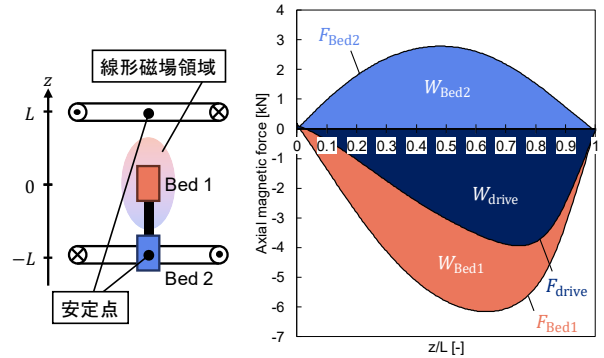 線形磁場領域
z
L
0
−L
Bed 1
Bed 2
安定点
Axial magnetic force [kN]
4
3
2
1
0
-1
-2
-3
-4
-5
-6
-7
0 0.1 0.2 0.3 0.4 0.5 0.6 0.7 0.8 0.9 1
z/L [-]
F_Bed2
W_Bed2
W_drive
W_Bed1
F_drive
F_Bed1